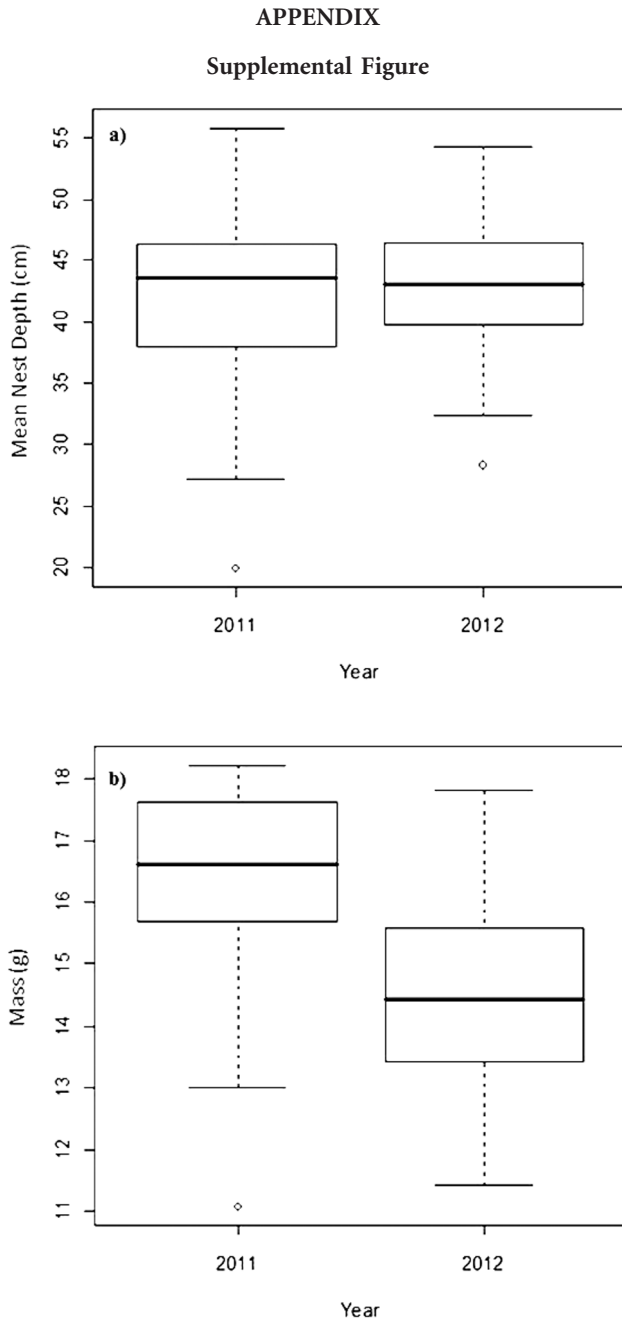 APPENDIX
Supplemental Figure
a)
Mean Nest Depth (cm)
55
50
45
40
35
30
25
20
2011
2012
Year
b)
Mass (g)
18
17
16
15
14
13
12
11
2011
2012
Year